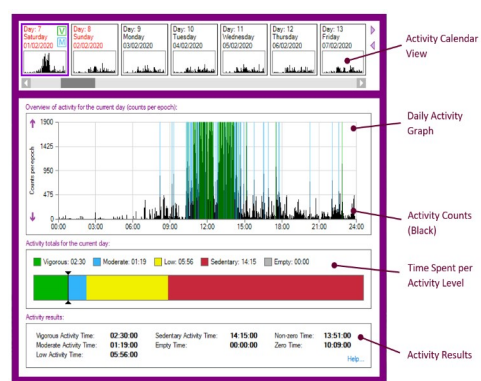 Day: 7
Saturday
01/02/2020
V
M
Day: 8
Sunday
02/02/2020
Day: 9
Monday
03/02/2020
Day: 10
Tuesday
04/02/2020
Day: 11
Wednesday
05/02/2020
Day: 12
Thursday
06/02/2020
Day: 13
Friday
07/02/2020
Activity Calendar
View
Overview of activity for the current day (counts per epoch):
Counts per epoch
1900
1425
950
475
0
00:00 03:00 06:00 09:00 12:00 15:00 18:00 21:00 24:00
Daily Activity
Graph
Activity Counts
(Black)
Activity totals for the current day:
Vigorous: 02:30 Moderate: 01:19 Low: 05:56 Sedentary: 14:15 Empty: 00:00
Time Spent per
Activity Level
Activity results:
Vigorous Activity Time: 02:30:00 Sedentary Activity Time: 14:15:00 Non-zero Time: 13:51:00
Moderate Activity Time: 01:19:00 Empty Time: 00:00:00 Zero Time: 10:09:00
Low Activity Time: 05:56:00
Help...
Activity Results